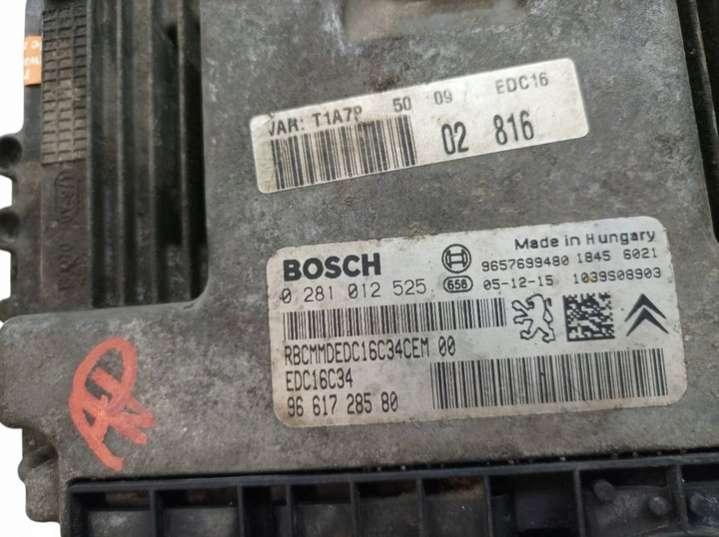 VAR: T1A7P 50 09 EDC16
02 816
BOSCH
Made in Hungary
9657699480 1845 6021
0 281 012 525 656 05-12-15 1039S08903
RBCMMDEDC16C34CEM 00
EDC16C34
96 617 285 80